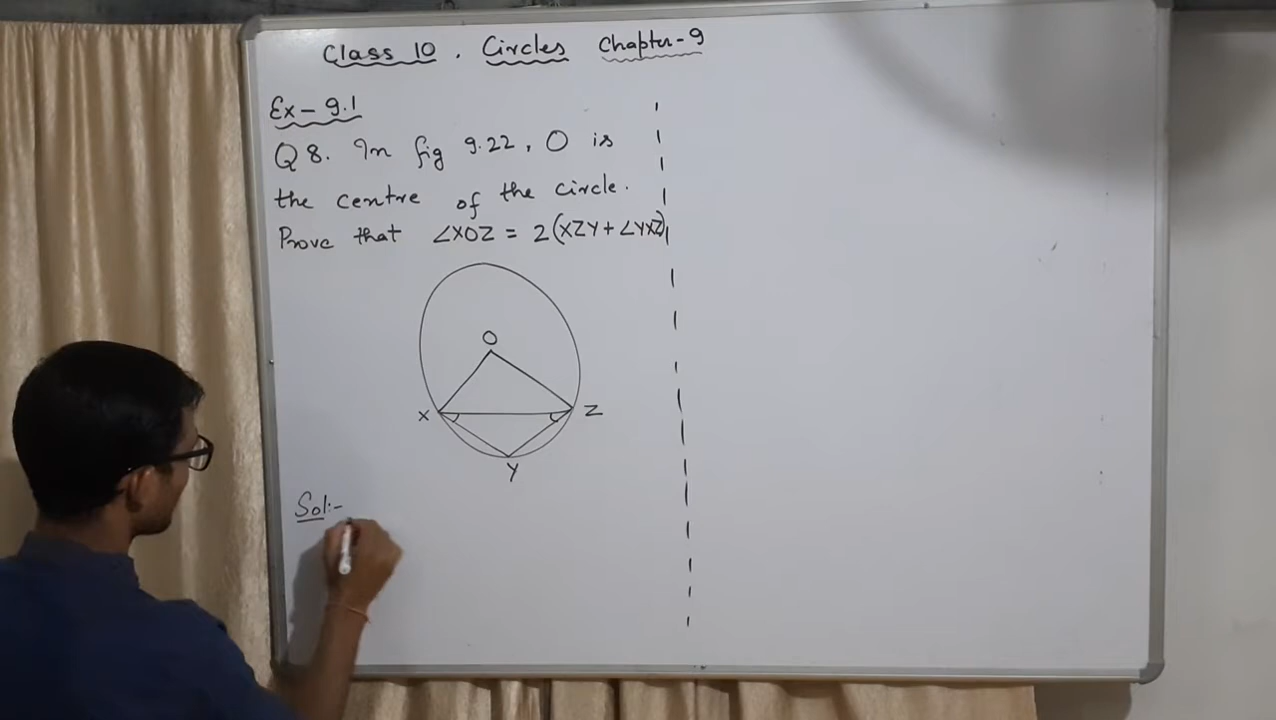 Class 10. Circles Chapter-9
Ex-9.1
Q 8. In fig 9.22, O is
the centre of the circle.
Prove that ∠XOZ = 2(XZY+∠YXZ)
O
X
Z
Y
Sol:-